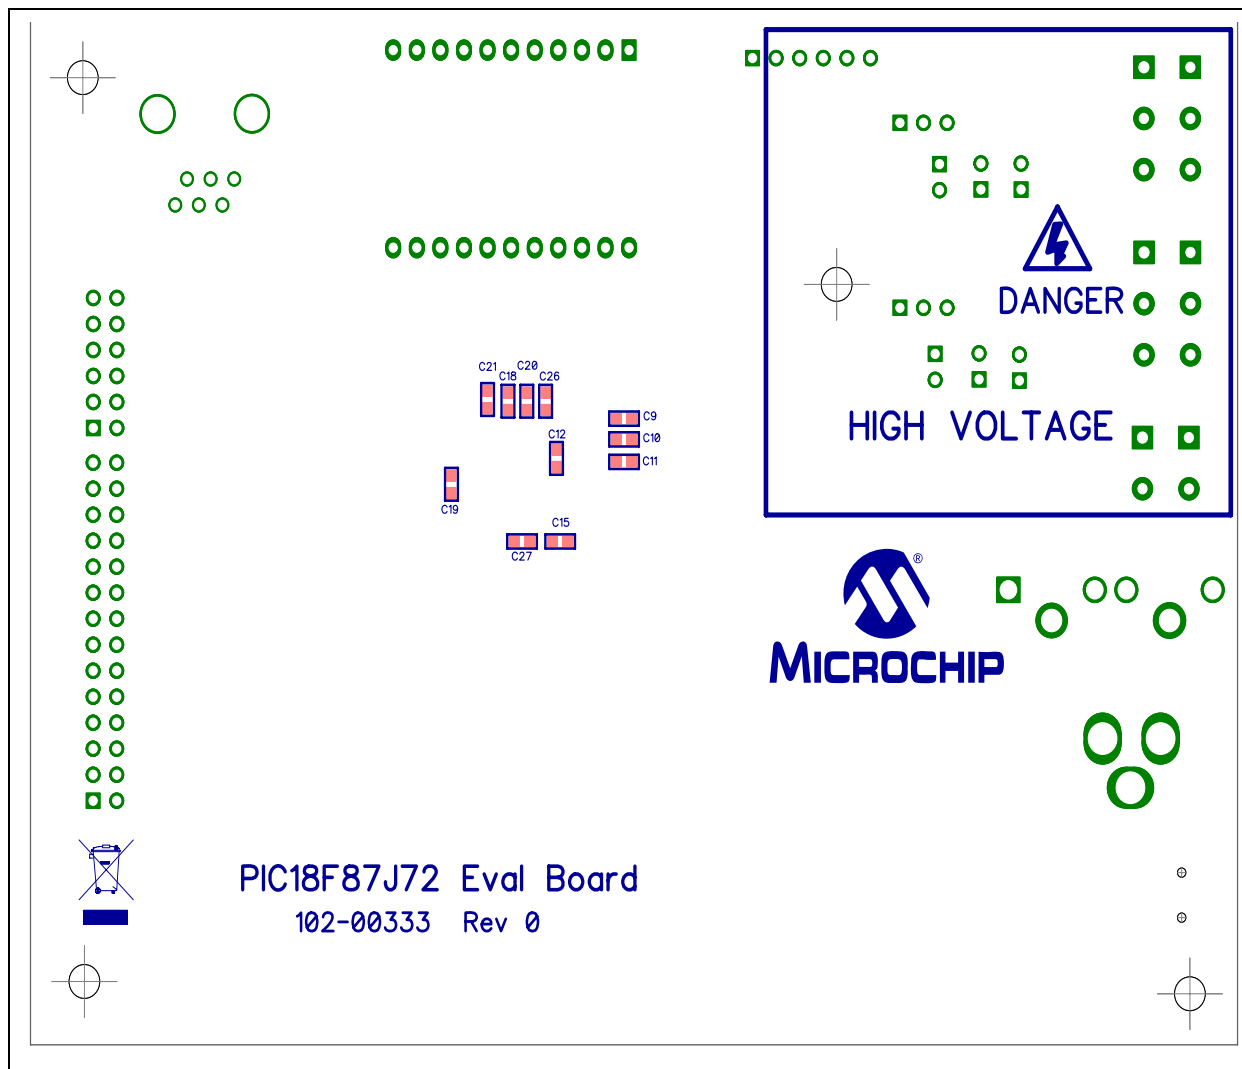 DANGER
HIGH VOLTAGE
C21
C18
C20
C26
C9
C10
C11
C12
C19
C15
C27
®
MICROCHIP
PIC18F87J72 Eval Board
102-00333 Rev 0